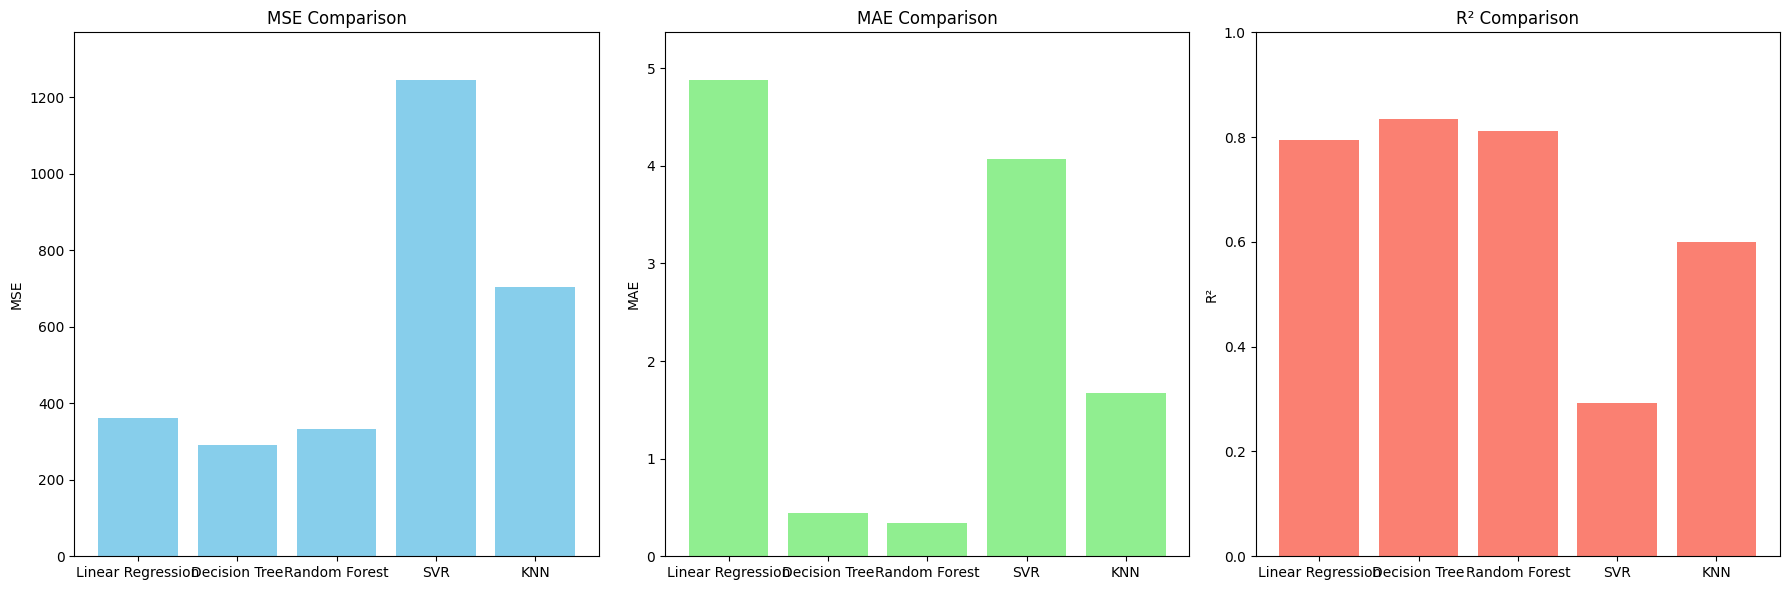 MSE Comparison
MSE
1200
1000
800
600
400
200
0
Linear Regression Decision Tree Random Forest SVR KNN
MAE Comparison
MAE
5
4
3
2
1
0
Linear Regression Decision Tree Random Forest SVR KNN
R² Comparison
R²
1.0
0.8
0.6
0.4
0.2
0.0
Linear Regression Decision Tree Random Forest SVR KNN